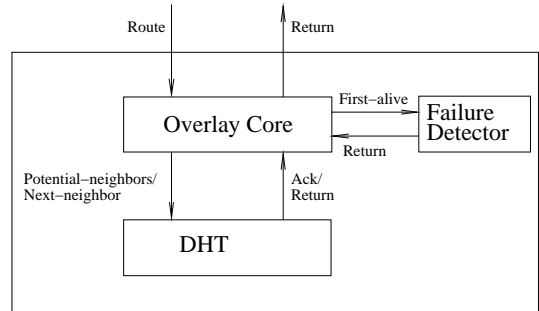 Route
Return
First−alive
Overlay Core
Failure
Detector
Return
Potential−neighbors/
Next−neighbor
Ack/
Return
DHT